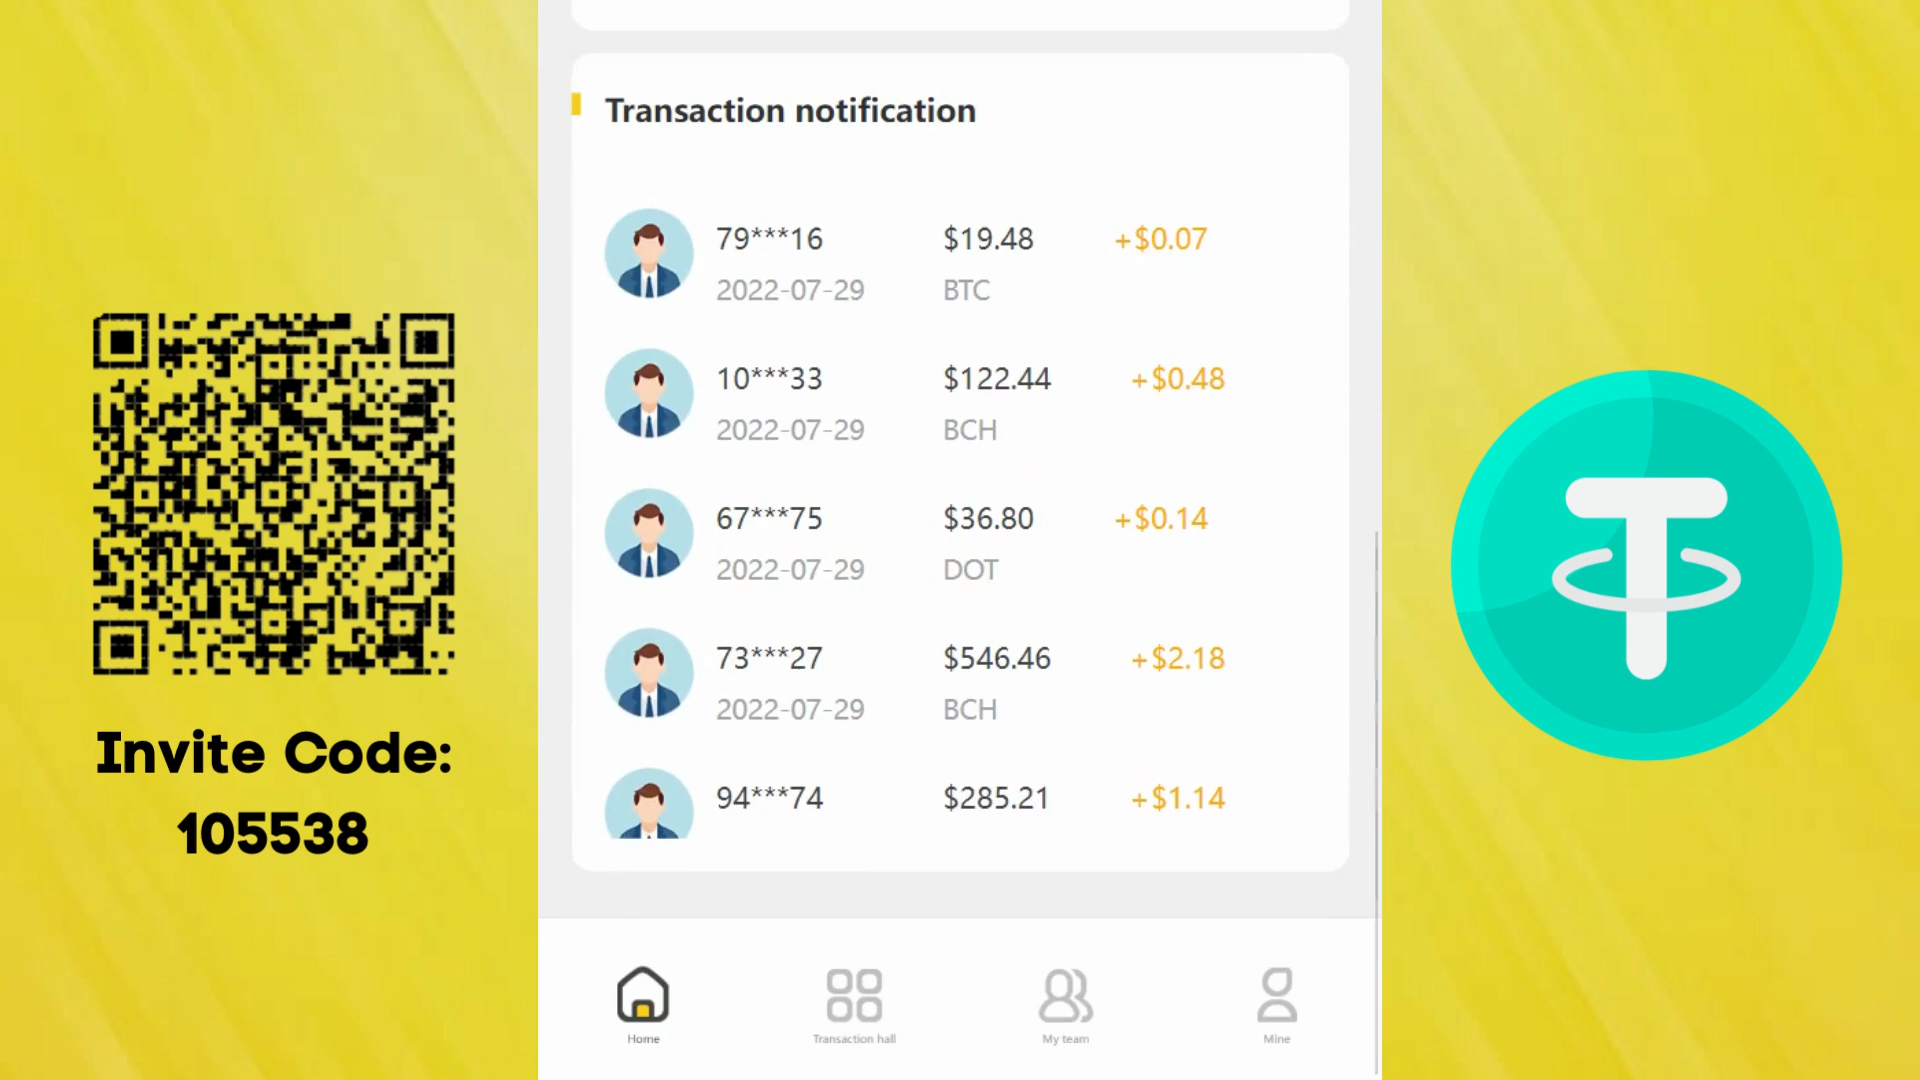 Transaction notification
79***16 $19.48 +$0.07
2022-07-29 BTC
10***33 $122.44 +$0.48
2022-07-29 BCH
67***75 $36.80 +$0.14
2022-07-29 DOT
73***27 $546.46 +$2.18
2022-07-29 BCH
94***74 $285.21 +$1.14
Home Transaction hall My team Mine
Invite Code:
105538